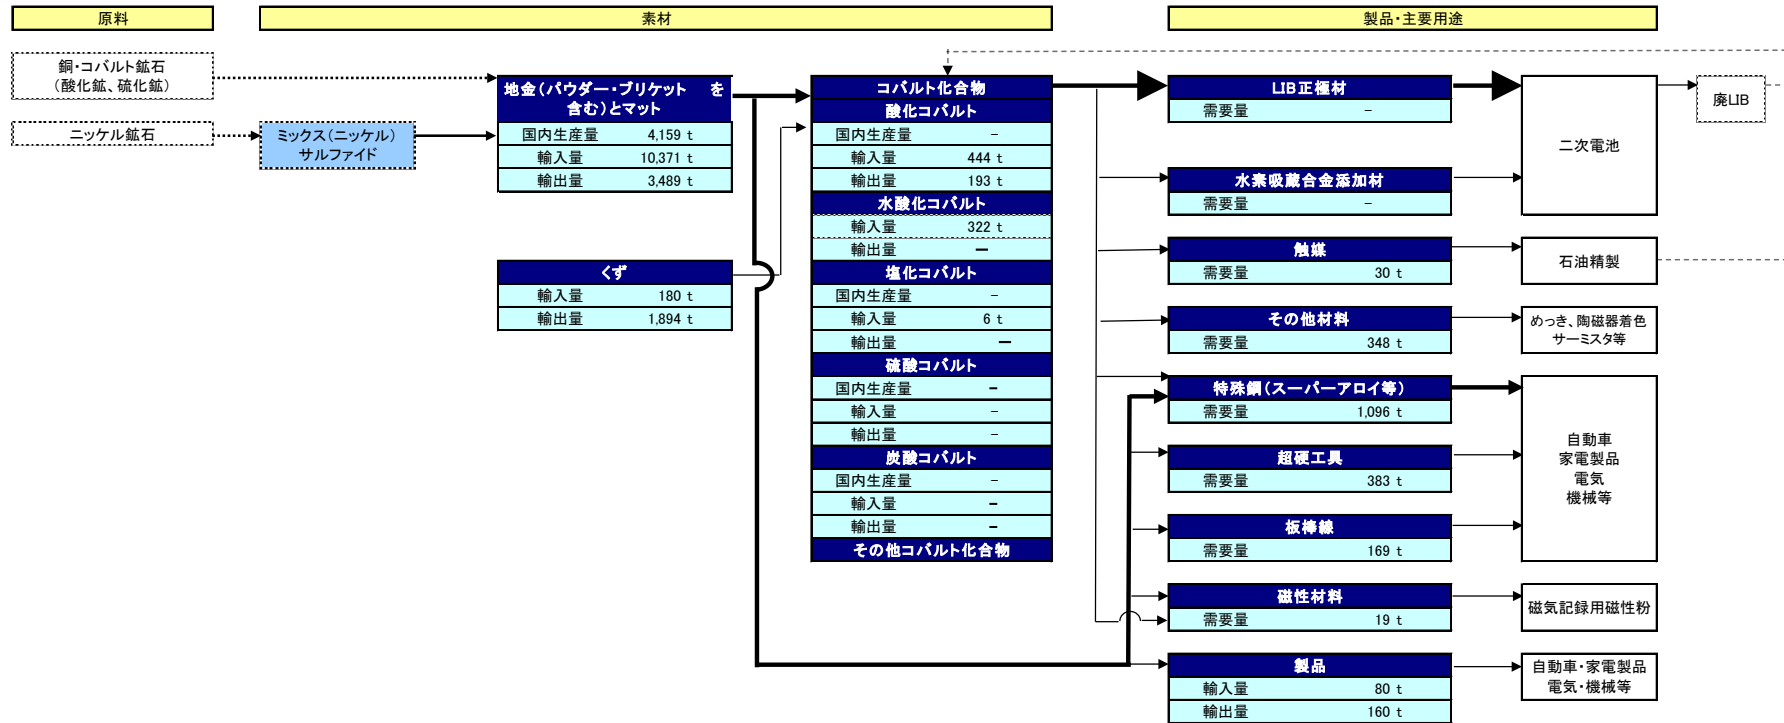 原料
素材
製品・主要用途
銅・コバルト鉱石
(酸化鉱、硫化鉱)
ニッケル鉱石
ミックス(ニッケル)
サルファイド
地金(パウダー・ブリケット　を
含む)とマット
国内生産量 4,159 t
輸入量 10,371 t
輸出量 3,489 t
くず
輸入量 180 t
輸出量 1,894 t
コバルト化合物
酸化コバルト
国内生産量 －
輸入量 444 t
輸出量 193 t
水酸化コバルト
輸入量 322 t
輸出量 －
塩化コバルト
国内生産量 －
輸入量 6 t
輸出量 －
硫酸コバルト
国内生産量 －
輸入量 －
輸出量 －
炭酸コバルト
国内生産量 －
輸入量 －
輸出量 －
その他コバルト化合物
LIB正極材
需要量 －
水素吸蔵合金添加材
需要量 －
触媒
需要量 30 t
その他材料
需要量 348 t
特殊鋼(スーパーアロイ等)
需要量 1,096 t
超硬工具
需要量 383 t
板棒線
需要量 169 t
磁性材料
需要量 19 t
製品
輸入量 80 t
輸出量 160 t
二次電池
石油精製
めっき、陶磁器着色
サーミスタ等
自動車
家電製品
電気
機械等
磁気記録用磁性粉
自動車・家電製品
電気・機械等
廃LIB